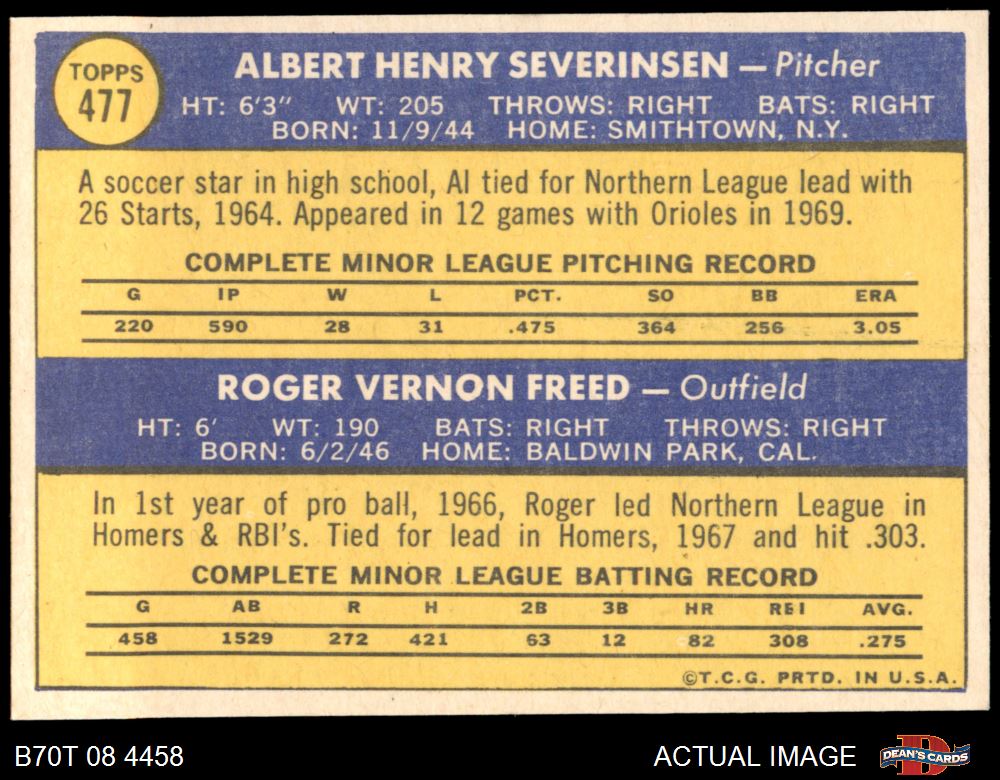 TOPPS
477
ALBERT HENRY SEVERINSEN — Pitcher
HT: 6'3" WT: 205 THROWS: RIGHT BATS: RIGHT
BORN: 11/9/44 HOME: SMITHTOWN, N.Y.
A soccer star in high school, Al tied for Northern League lead with
26 Starts, 1964. Appeared in 12 games with Orioles in 1969.
COMPLETE MINOR LEAGUE PITCHING RECORD
G IP W L PCT. SO BB ERA
220 590 28 31 .475 364 256 3.05
ROGER VERNON FREED — Outfield
HT: 6' WT: 190 BATS: RIGHT THROWS: RIGHT
BORN: 6/2/46 HOME: BALDWIN PARK, CAL.
In 1st year of pro ball, 1966, Roger led Northern League in
Homers & RBI's. Tied for lead in Homers, 1967 and hit .303.
COMPLETE MINOR LEAGUE BATTING RECORD
G AB R H 2B 3B HR RBI AVG.
458 1529 272 421 63 12 82 308 .275
©T.C.G. PRTD. IN U.S.A.
B70T 08 4458 ACTUAL IMAGE DEAN'S CARDS